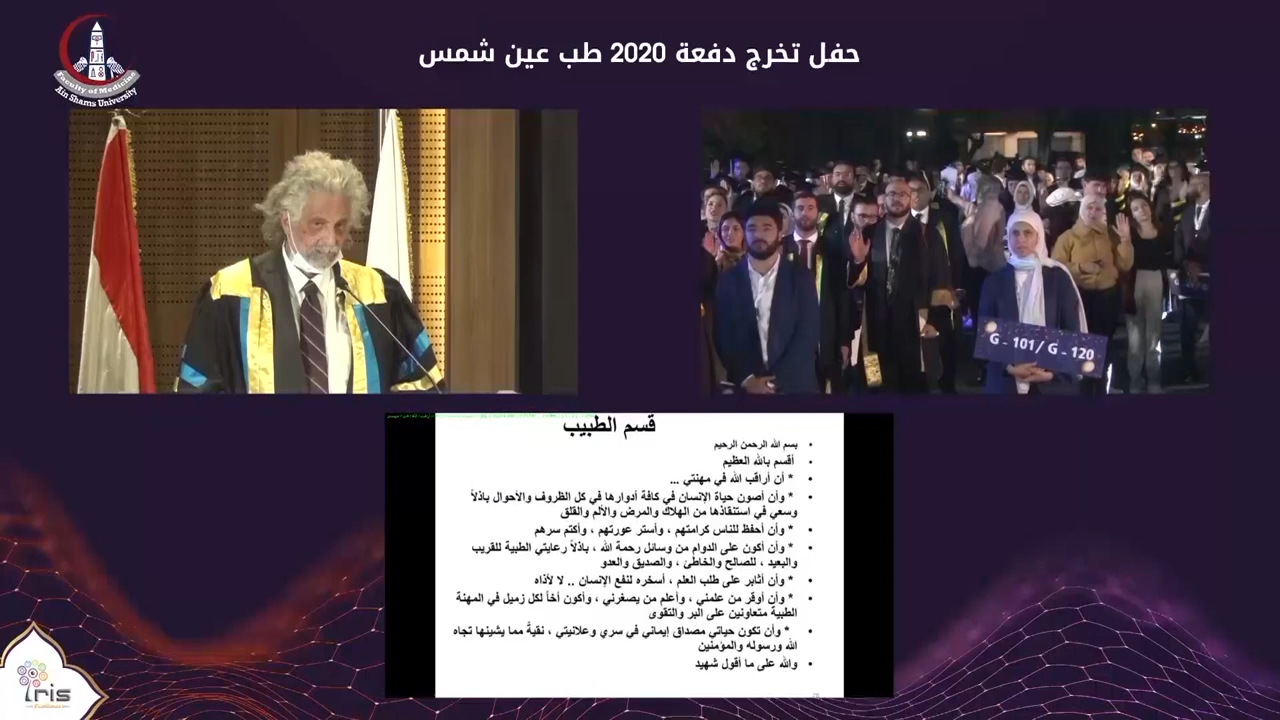 حفل تخرج دفعة 2020 طب عين شمس
Faculty of Medicine
Ain Shams University
G - 101 / G - 120
قسم الطبيب
• بسم الله الرحمن الرحيم
• أقسم بالله العظيم
• * أن أراقب الله في مهنتي ...
• * وأن أصون حياة الإنسان في كافة أدوارها في كل الظروف والأحوال باذلاً
وسعي في استنقاذها من الهلاك والمرض والألم والقلق
• * وأن أحفظ للناس كرامتهم ، وأستر عورتهم ، وأكتم سرهم
• * وأن أكون على الدوام من وسائل رحمة الله ، باذلاً رعايتي الطبية للقريب
والبعيد ، للصالح والخاطئ ، والصديق والعدو
• * وأن أثابر على طلب العلم ، أسخره لنفع الإنسان .. لا لأذاه
• * وأن أوقر من علمني ، وأعلم من يصغرني ، وأكون أخاً لكل زميل في المهنة
الطبية متعاونين على البر والتقوى
• * وأن تكون حياتي مصداق إيماني في سري وعلانيتي ، نقيةً مما يشينها تجاه
الله ورسوله والمؤمنين
• والله على ما أقول شهيد
iris